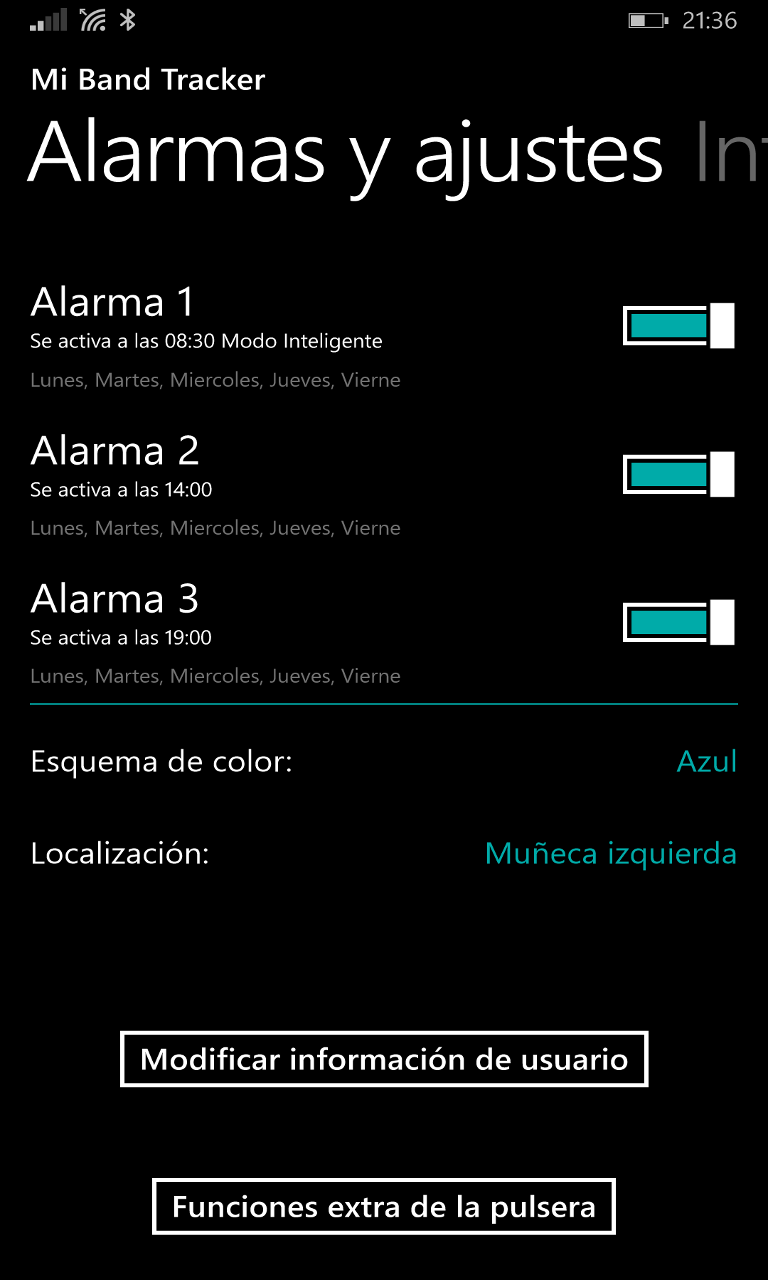 21:36
Mi Band Tracker
Alarmas y ajustes In
Alarma 1
Se activa a las 08:30 Modo Inteligente
Lunes, Martes, Miercoles, Jueves, Vierne
Alarma 2
Se activa a las 14:00
Lunes, Martes, Miercoles, Jueves, Vierne
Alarma 3
Se activa a las 19:00
Lunes, Martes, Miercoles, Jueves, Vierne
Esquema de color: Azul
Localización: Muñeca izquierda
Modificar información de usuario
Funciones extra de la pulsera